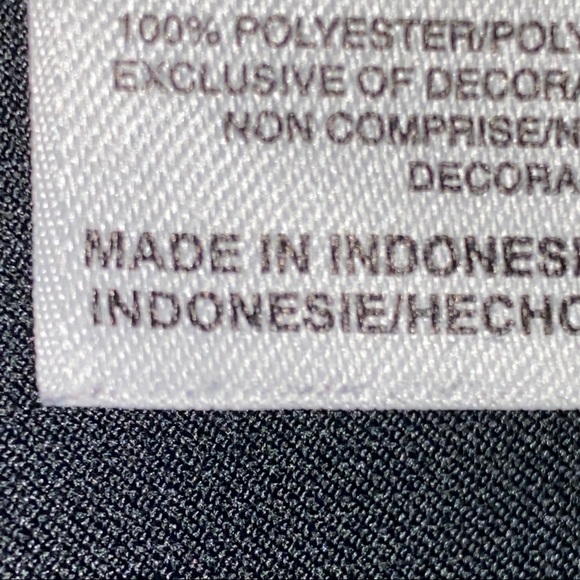 100% POLYESTER/POLY
EXCLUSIVE OF DECORA
NON COMPRISE/N
DECORA
MADE IN INDONESI
INDONESIE/HECHO